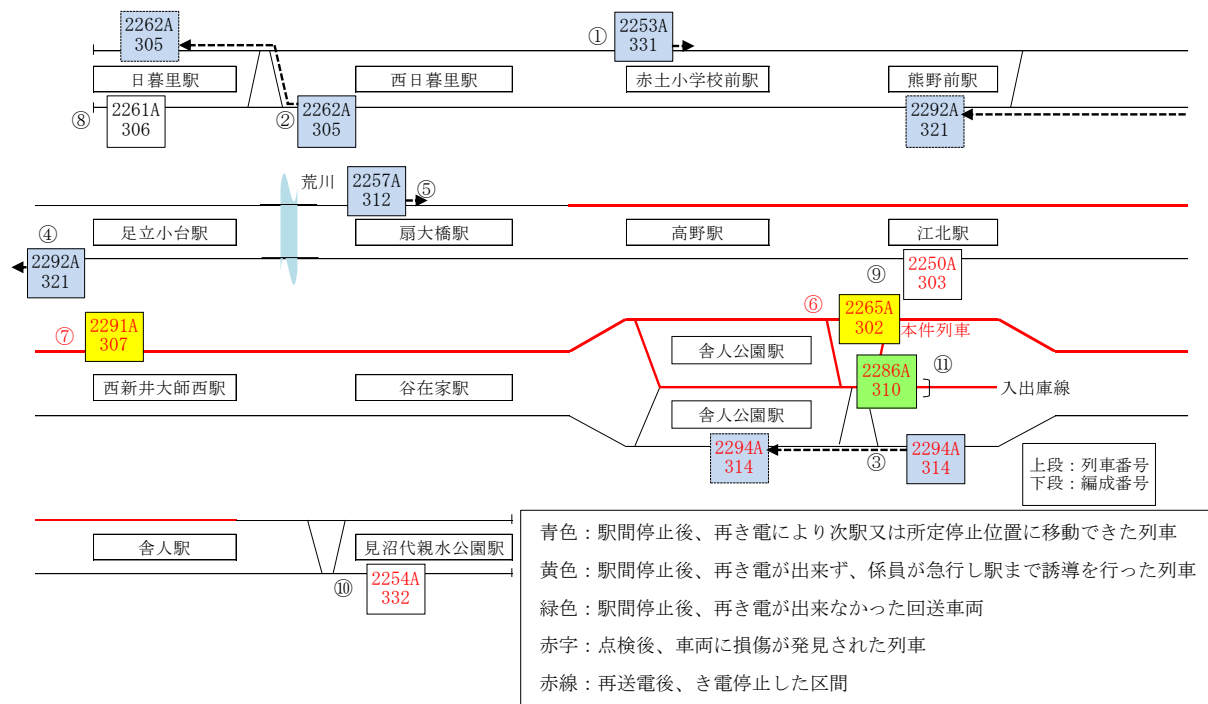 2262A
305
①
2253A
331
日暮里駅
西日暮里駅
赤土小学校前駅
熊野前駅
⑧
2261A
306
②
2262A
305
2292A
321
荒川
2257A
312
⑤
足立小台駅
扇大橋駅
高野駅
江北駅
④
2292A
321
⑨
2250A
303
⑥
2265A
302
本件列車
⑦
2291A
307
舎人公園駅
西新井大師西駅
谷在家駅
2286A
310
⑪
入出庫線
舎人公園駅
2294A
314
③
2294A
314
上段：列車番号
下段：編成番号
舎人駅
見沼代親水公園駅
⑩
2254A
332
青色：駅間停止後、再き電により次駅又は所定停止位置に移動できた列車
黄色：駅間停止後、再き電が出来ず、係員が急行し駅まで誘導を行った列車
緑色：駅間停止後、再き電が出来なかった回送車両
赤字：点検後、車両に損傷が発見された列車
赤線：再送電後、き電停止した区間